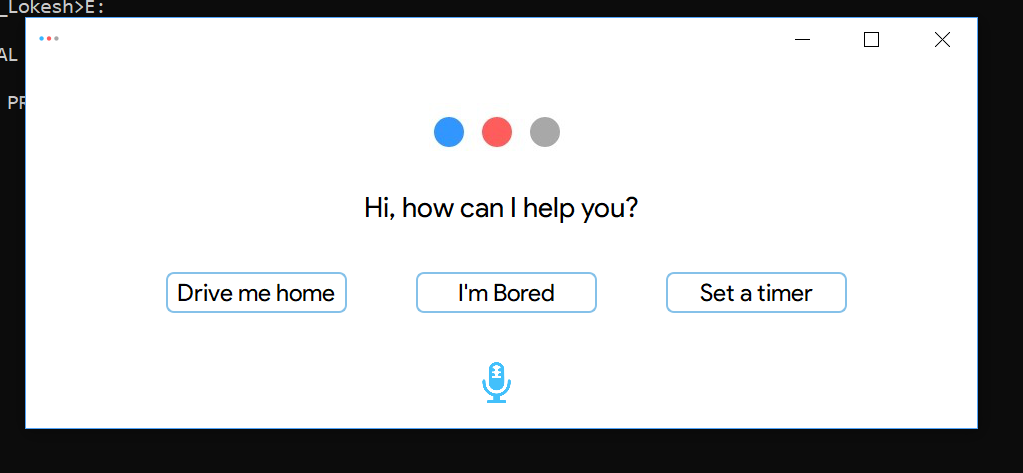 _Lokesh>E:
AL
PR
Hi, how can I help you?
Drive me home
I'm Bored
Set a timer